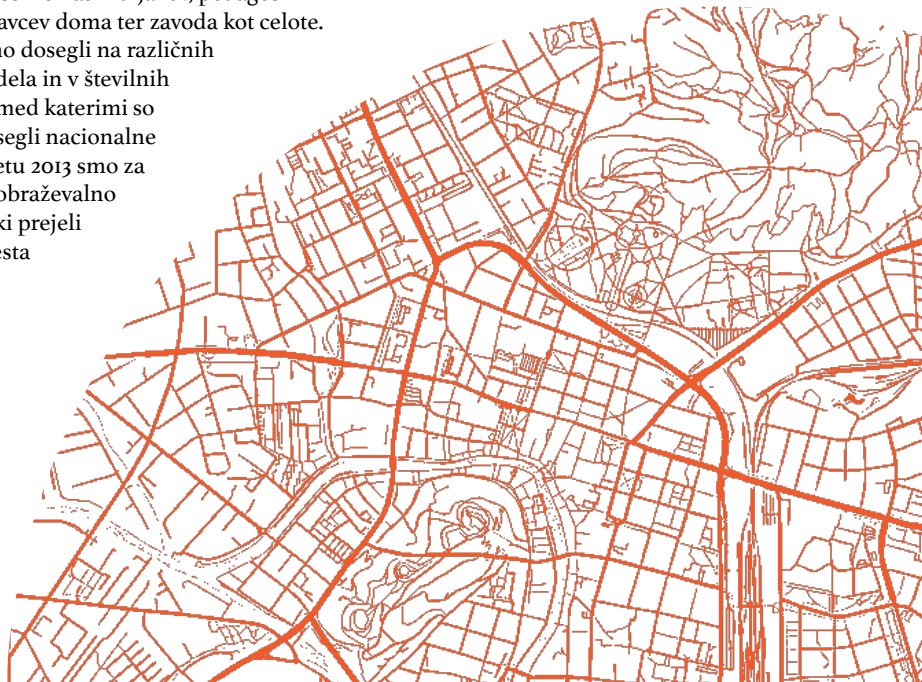 avcev doma ter zavoda kot celote.
o dosegli na različnih
dela in v številnih
med katerimi so
segli nacionalne
etu 2013 smo za
obraževalno
ki prejeli
esta